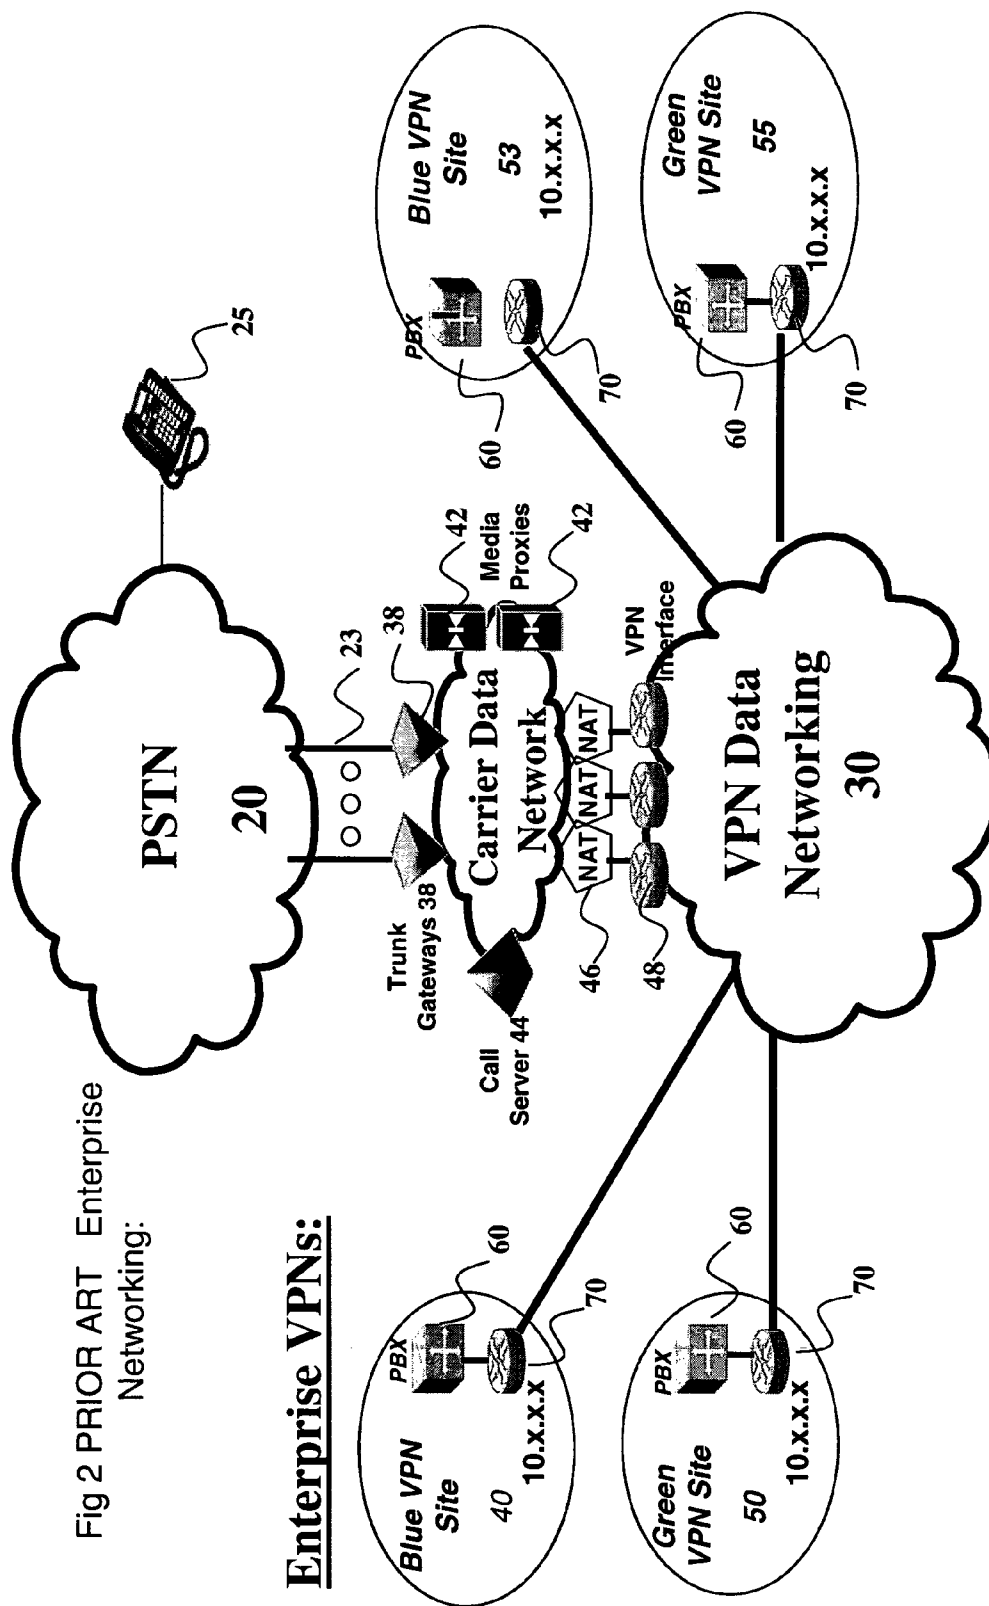 Fig 2 PRIOR ART Enterprise
Networking:
Enterprise VPNs:
PSTN
20
25
23
38
Trunk
Gateways 38
Call
Server 44
Carrier Data
Network
42
Media
Proxies
42
NAT
NAT
NAT
46
48
VPN
Interface
VPN Data
Networking
30
Blue VPN
Site
40
PBX
10.x.x.x
60
70
Green
VPN Site
50
PBX
10.x.x.x
60
70
Blue VPN
Site
53
PBX
10.x.x.x
60
70
Green
VPN Site
55
PBX
10.x.x.x
60
70